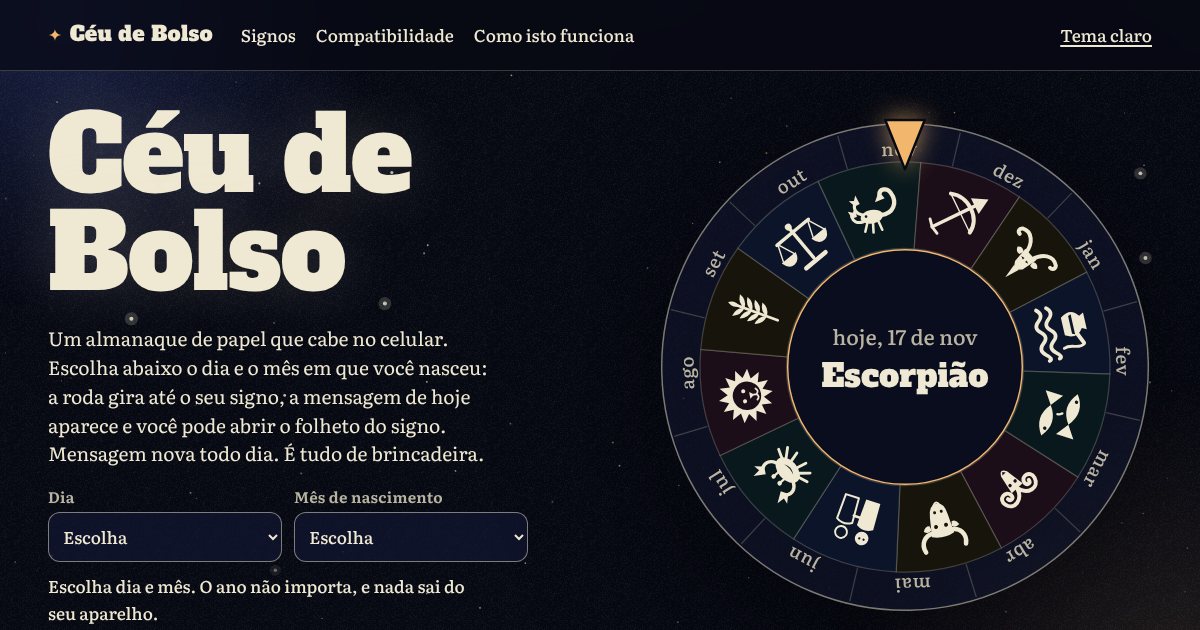 ✦ Céu de Bolso
Signos
Compatibilidade
Como isto funciona
Tema claro
Céu de
Bolso
Um almanaque de papel que cabe no celular.
Escolha abaixo o dia e o mês em que você nasceu:
a roda gira até o seu signo, a mensagem de hoje
aparece e você pode abrir o folheto do signo.
Mensagem nova todo dia. É tudo de brincadeira.
Dia
Mês de nascimento
Escolha
Escolha
Escolha dia e mês. O ano não importa, e nada sai do
seu aparelho.
dez
jan
fev
mar
abr
mai
jun
jul
ago
set
out
hoje, 17 de nov
Escorpião